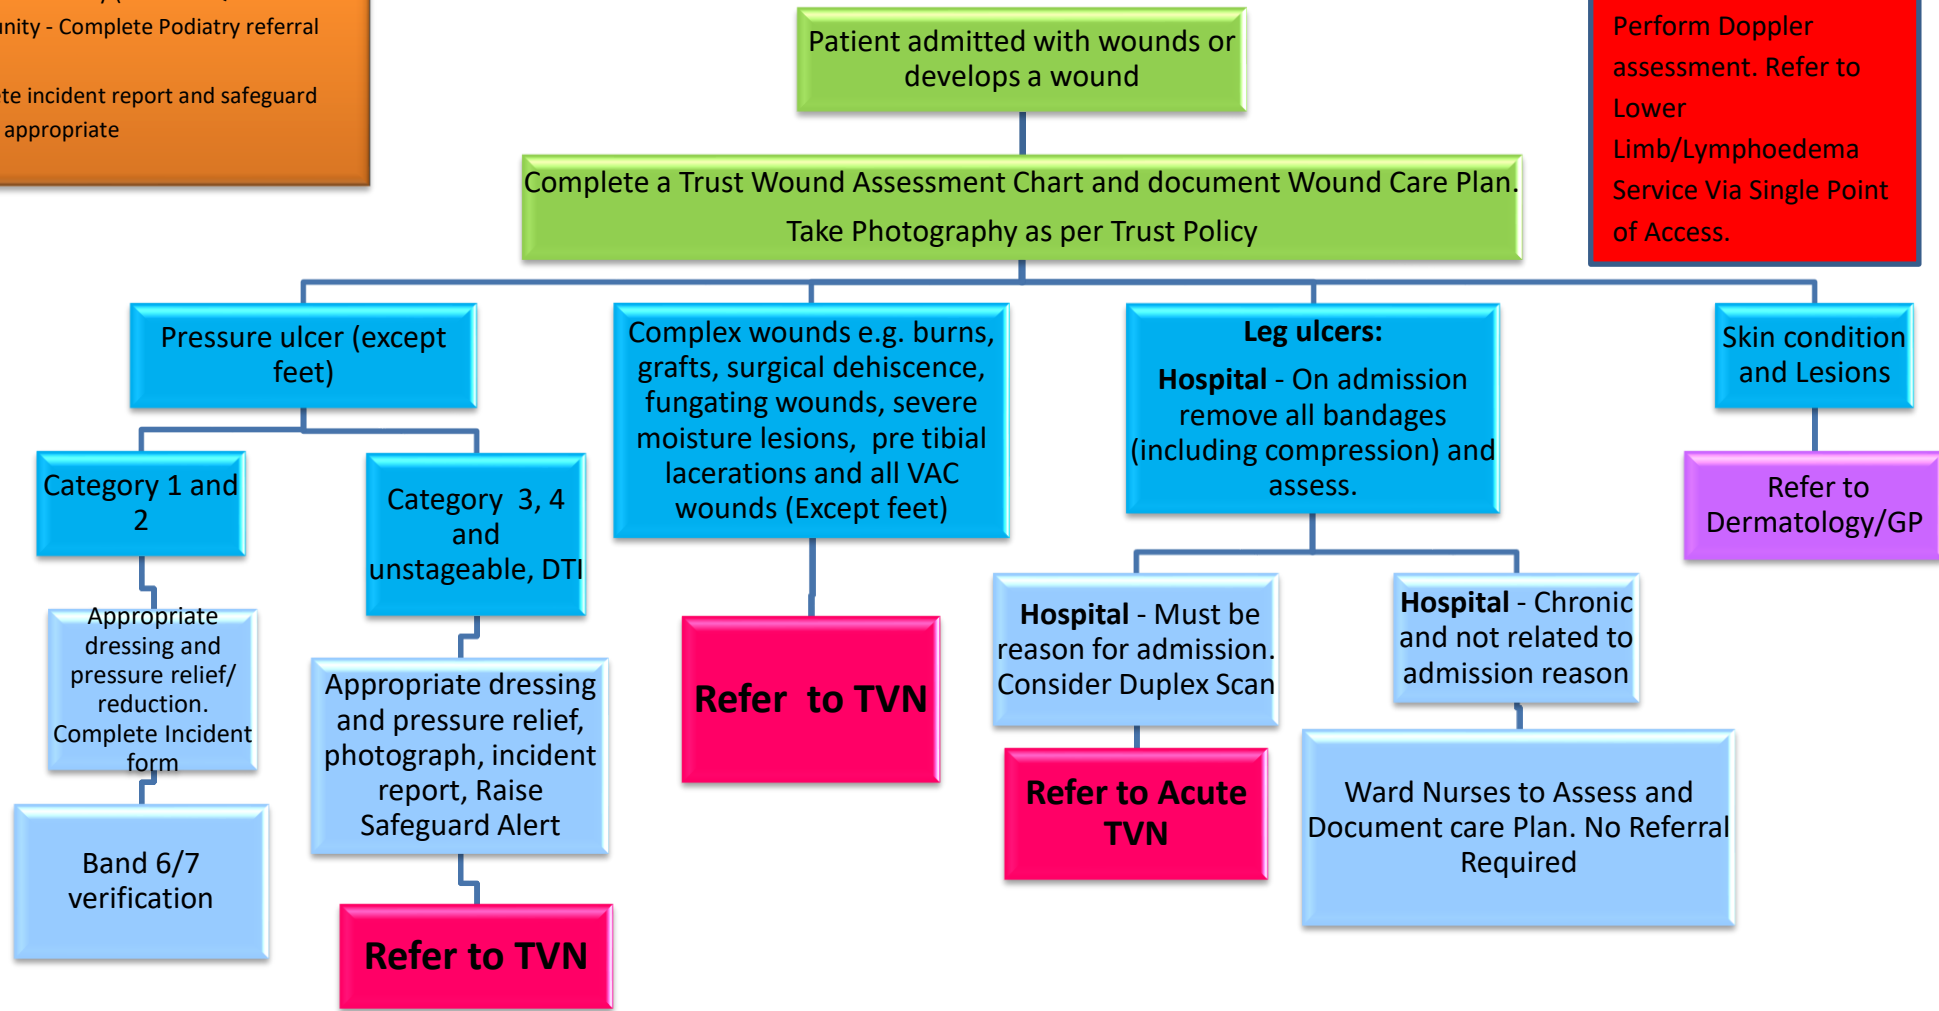 - Complete Podiatry referral
incident report and safeguard
appropriate
Patient admitted with wounds or
develops a wound
Perform Doppler
assessment. Refer to
Lower
Limb/Lymphoedema
Service Via Single Point
of Access.
Complete a Trust Wound Assessment Chart and document Wound Care Plan.
Take Photography as per Trust Policy
Pressure ulcer (except
feet)
Complex wounds e.g. burns,
grafts, surgical dehiscence,
fungating wounds, severe
moisture lesions, pre tibial
lacerations and all VAC
wounds (Except feet)
Leg ulcers:
Hospital - On admission
remove all bandages
(including compression) and
assess.
Skin condition
and Lesions
Category 1 and
2
Category 3, 4
and
unstageable, DTI
Refer to
Dermatology/GP
Appropriate
dressing and
pressure relief/
reduction.
Complete Incident
form
Appropriate dressing
and pressure relief,
photograph, incident
report, Raise
Safeguard Alert
Refer to TVN
Hospital - Must be
reason for admission.
Consider Duplex Scan
Hospital - Chronic
and not related to
admission reason
Refer to Acute
TVN
Ward Nurses to Assess and
Document care Plan. No Referral
Required
Band 6/7
verification
Refer to TVN